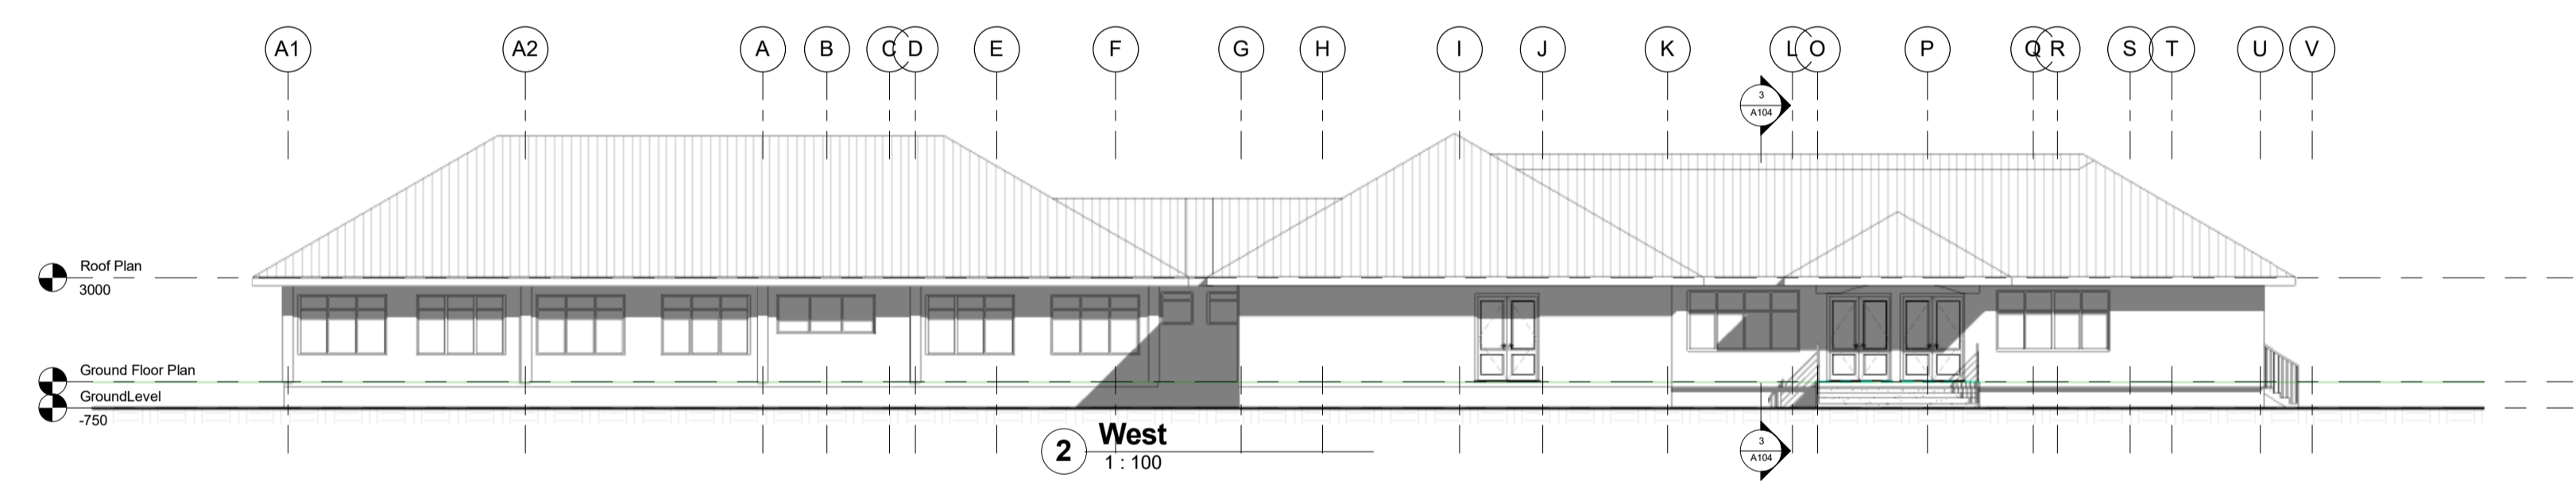 A1 A2 A B C D E F G H I J K L O P Q R S T U V
3
A104
Roof Plan
3000
Ground Floor Plan
GroundLevel
-750
2 West
1 : 100
3
A104